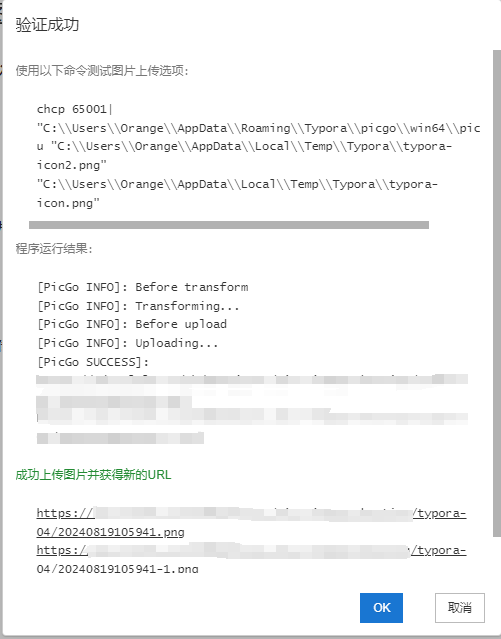 验证成功
使用以下命令测试图片上传选项:
chcp 65001|
"C:\\Users\\Orange\\AppData\\Roaming\\Typora\\picgo\\win64\\pic
u "C:\\Users\\Orange\\AppData\\Local\\Temp\\Typora\\typora-
icon2.png"
"C:\\Users\\Orange\\AppData\\Local\\Temp\\Typora\\typora-
icon.png"
程序运行结果:
[PicGo INFO]: Before transform
[PicGo INFO]: Transforming...
[PicGo INFO]: Before upload
[PicGo INFO]: Uploading...
[PicGo SUCCESS]:
成功上传图片并获得新的URL
https://
/typora-
04/20240819105941.png
https:/
/typora-
04/20240819105941-1.png
OK
取消